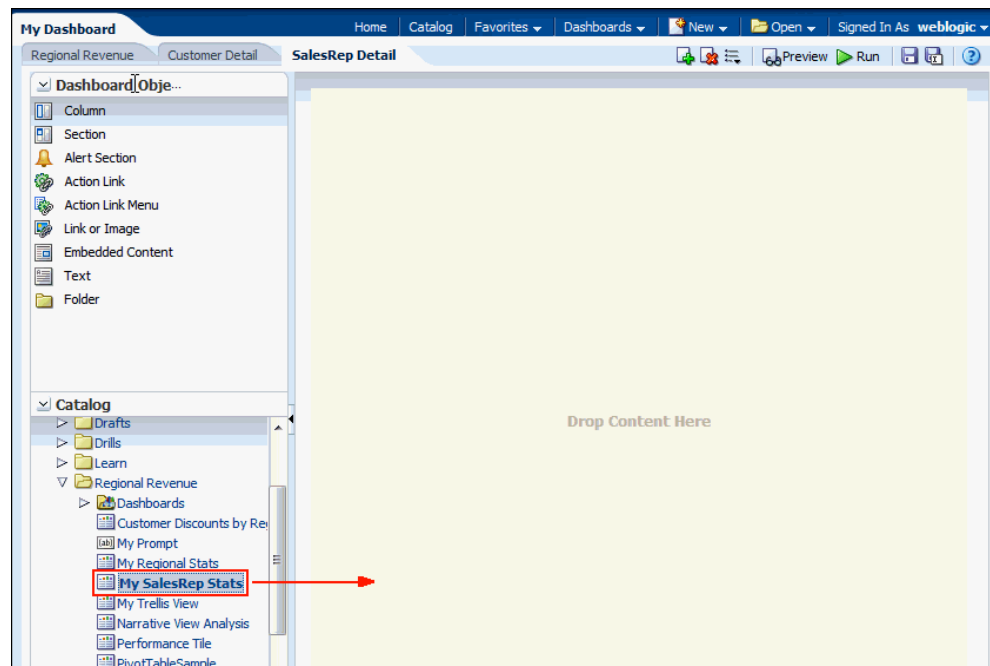 My Dashboard
Home Catalog Favorites Dashboards New Open Signed In As weblogic
Regional Revenue Customer Detail SalesRep Detail
Preview Run
Dashboard Obje...
Column
Section
Alert Section
Action Link
Action Link Menu
Link or Image
Embedded Content
Text
Folder
Drop Content Here
Catalog
Drafts
Drills
Learn
Regional Revenue
Dashboards
Customer Discounts by Re
[ab] My Prompt
My Regional Stats
My SalesRep Stats
My Trellis View
Narrative View Analysis
Performance Tile
PivotTableSample